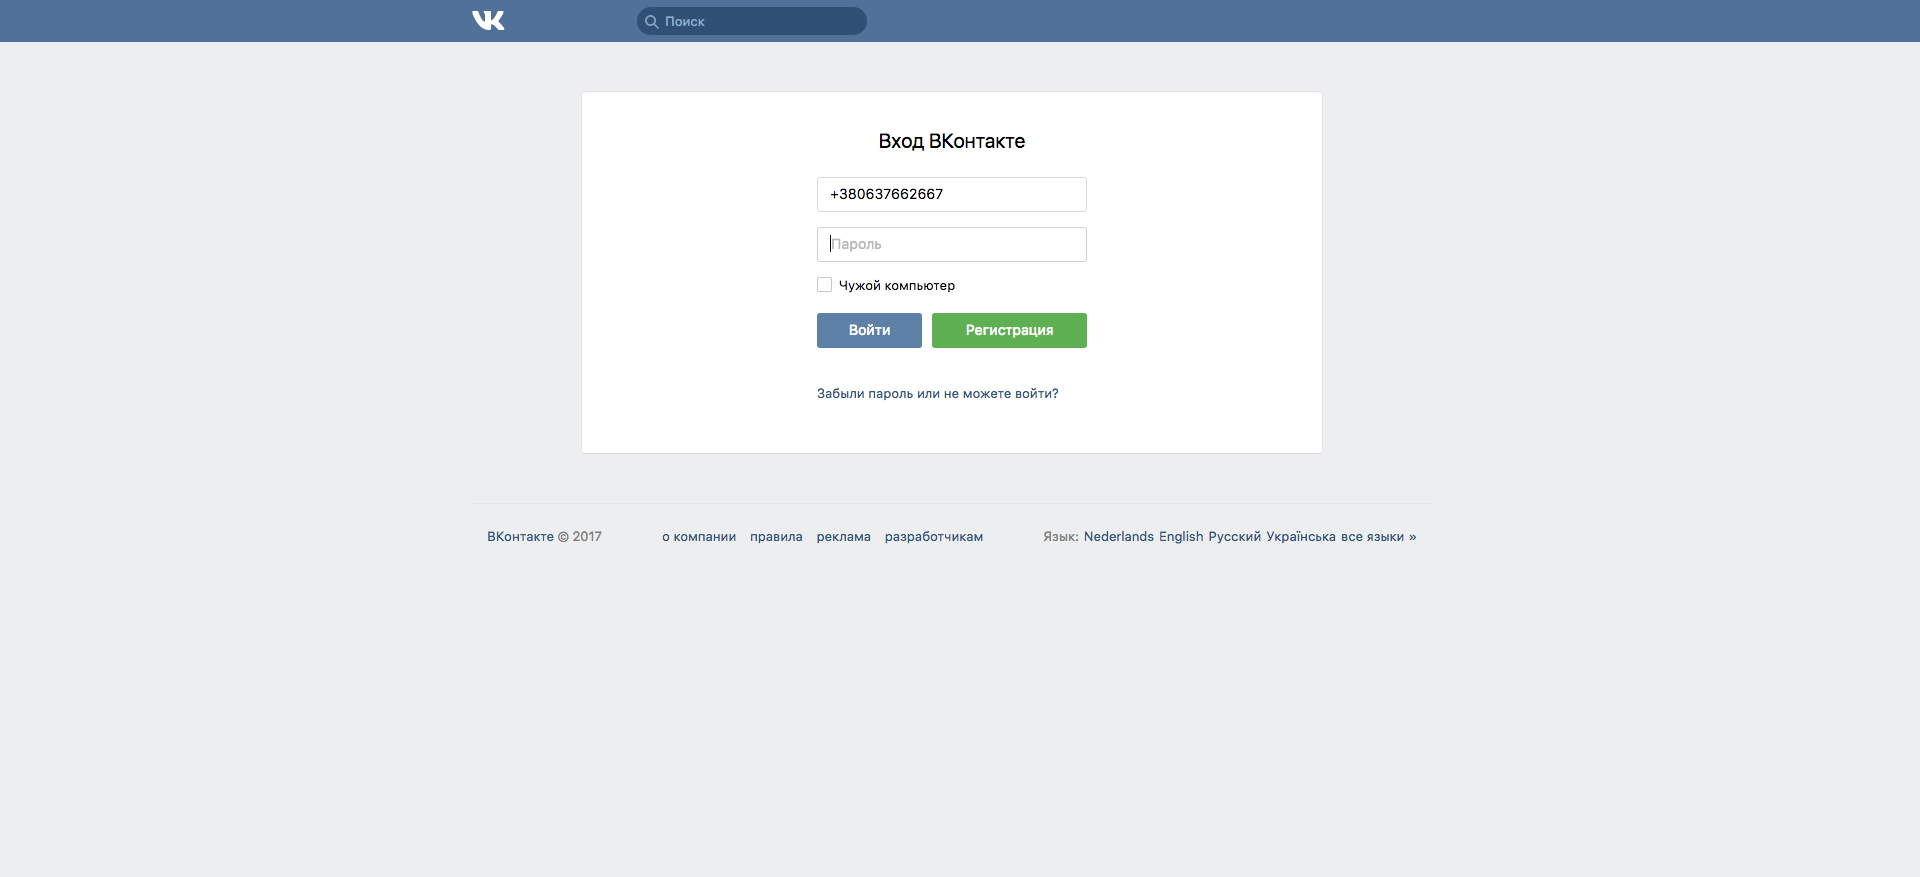 Поиск
Вход ВКонтакте
+380637662667
Пароль
Чужой компьютер
Войти Регистрация
Забыли пароль или не можете войти?
ВКонтакте © 2017 о компании правила реклама разработчикам Язык: Nederlands English Русский Українська все языки »